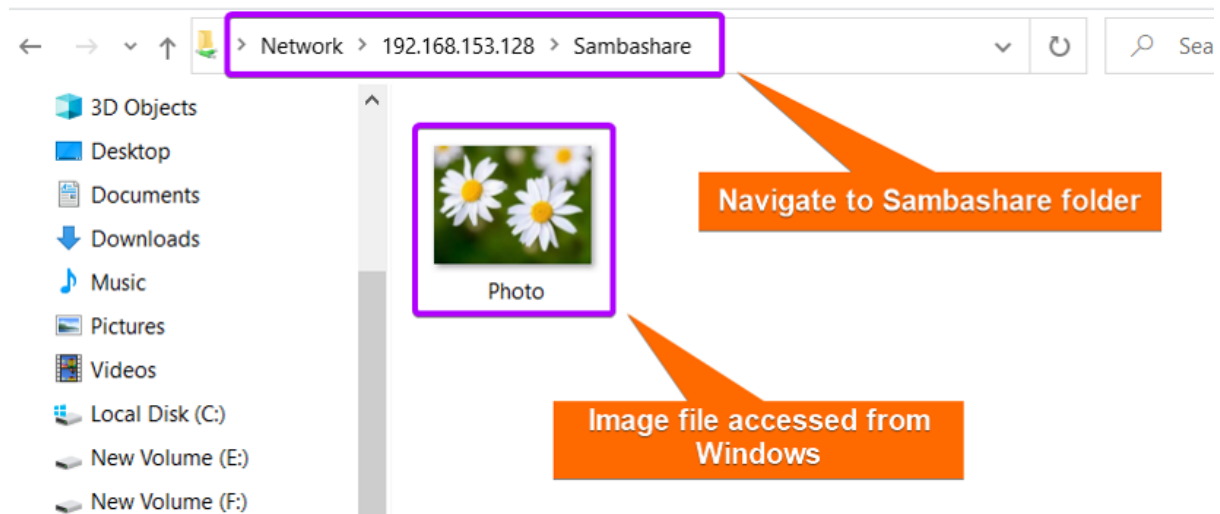 Network > 192.168.153.128 > Sambashare
Sea
3D Objects
Desktop
Documents
Downloads
Music
Pictures
Videos
Local Disk (C:)
New Volume (E:)
New Volume (F:)
Photo
Navigate to Sambashare folder
Image file accessed from
Windows